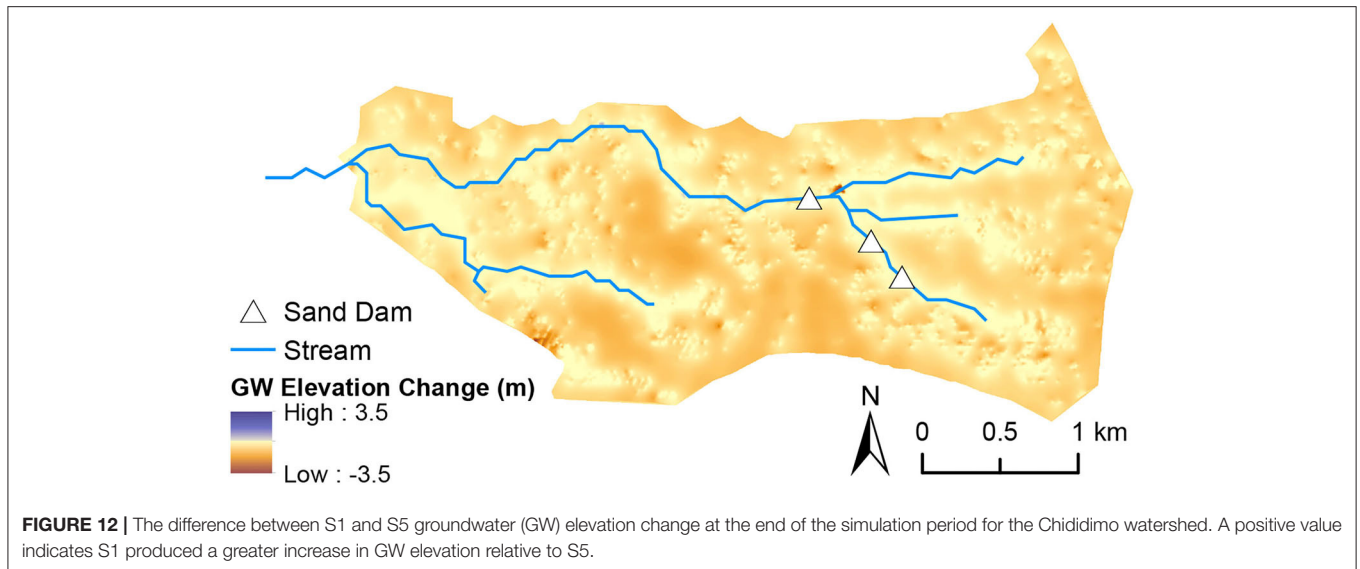 Sand Dam
Stream
GW Elevation Change (m)
High : 3.5
Low : -3.5
N
0 0.5 1 km
FIGURE 12 | The difference between S1 and S5 groundwater (GW) elevation change at the end of the simulation period for the Chididimo watershed. A positive value
indicates S1 produced a greater increase in GW elevation relative to S5.